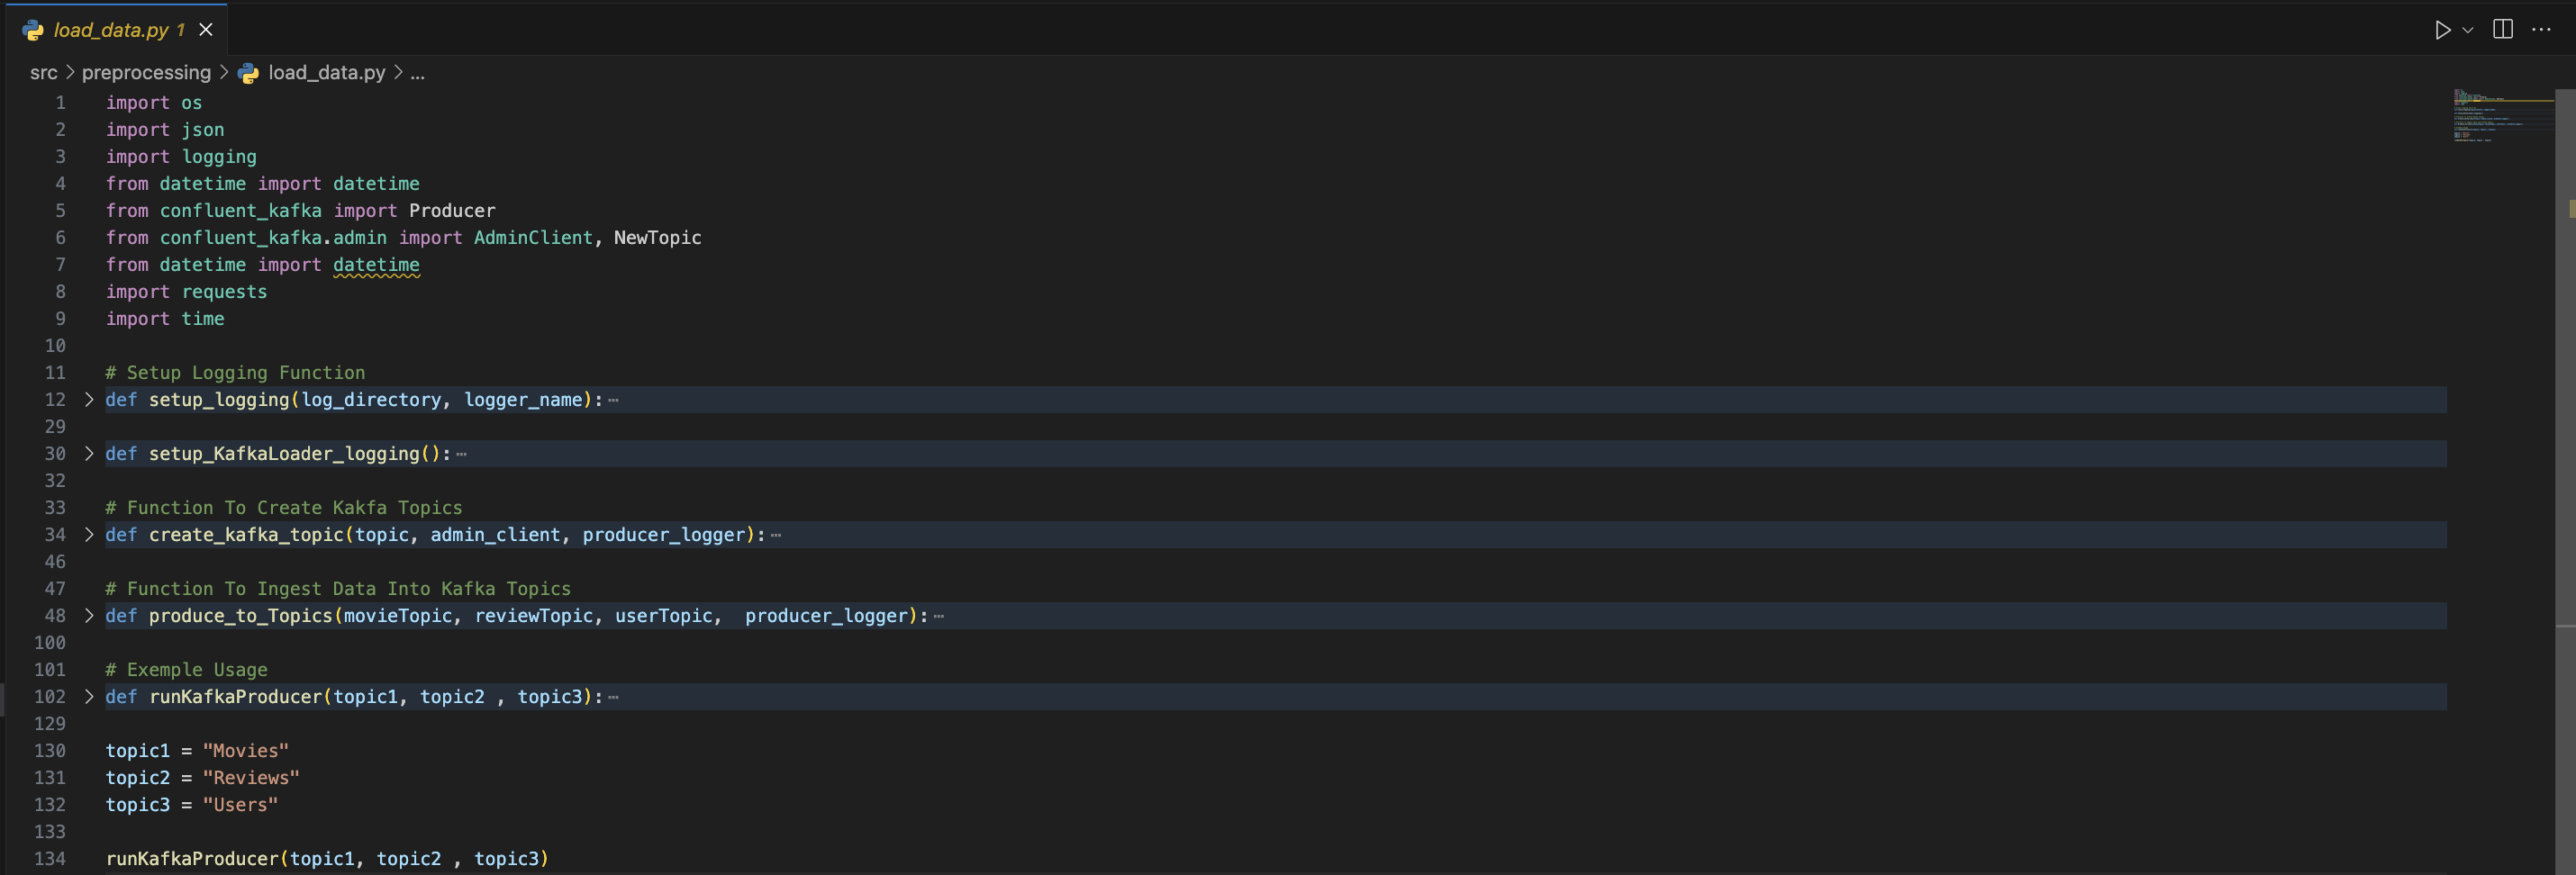 load_data.py 1
src > preprocessing > load_data.py > ...
1 import os
2 import json
3 import logging
4 from datetime import datetime
5 from confluent_kafka import Producer
6 from confluent_kafka.admin import AdminClient, NewTopic
7 from datetime import datetime
8 import requests
9 import time
10
11 # Setup Logging Function
12 def setup_logging(log_directory, logger_name):
29
30 def setup_KafkaLoader_logging():
32
33 # Function To Create Kakfa Topics
34 def create_kafka_topic(topic, admin_client, producer_logger):
46
47 # Function To Ingest Data Into Kafka Topics
48 def produce_to_Topics(movieTopic, reviewTopic, userTopic,  producer_logger):
100
101 # Exemple Usage
102 def runKafkaProducer(topic1, topic2 , topic3):
129
130 topic1 = "Movies"
131 topic2 = "Reviews"
132 topic3 = "Users"
133
134 runKafkaProducer(topic1, topic2 , topic3)